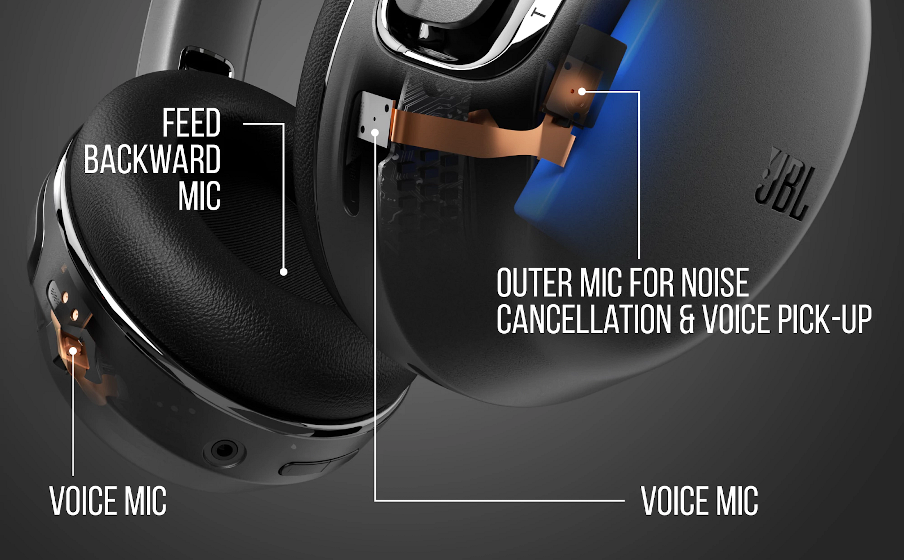 T
FEED
BACKWARD
MIC
JBL
OUTER MIC FOR NOISE
CANCELLATION & VOICE PICK-UP
VOICE MIC
VOICE MIC